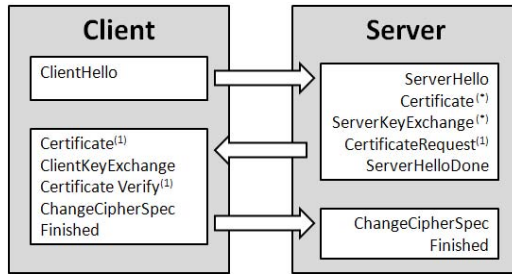 Client
Server
ClientHello
ServerHello
Certificate(*)
ServerKeyExchange(*)
CertificateRequest(1)
ServerHelloDone
Certificate(1)
ClientKeyExchange
Certificate Verify(1)
ChangeCipherSpec
Finished
ChangeCipherSpec
Finished